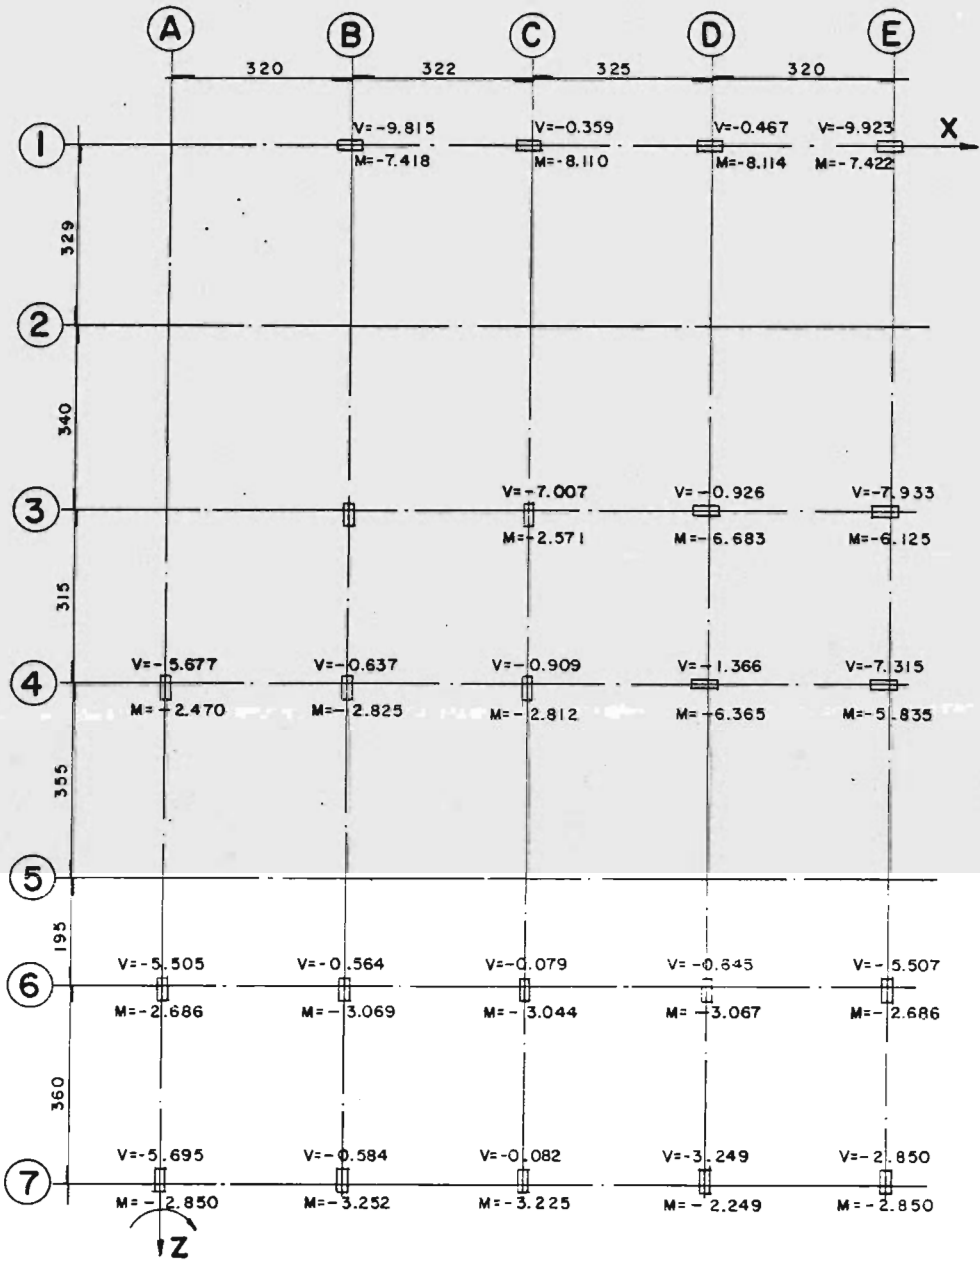 A B C D E
320 322 325 320
V=-9.815 V=-0.359 V=-0.467 V=-9.923 X
1
M=-7.418 M=-8.110 M=-8.114 M=-7.422
329
2
340
V=-7.007 V=-0.926 V=-7.933
3
M=-2.571 M=-6.683 M=-6.125
315
V=-5.677 V=-0.637 V=-0.909 V=-1.366 V=-7.315
4
M=-2.470 M=-2.825 M=-2.812 M=-6.365 M=-5.835
355
5
195
V=-5.505 V=-0.564 V=-0.079 V=-0.645 V=-5.507
6
M=-2.686 M=-3.069 M=-3.044 M=-3.067 M=-2.686
360
V=-5.695 V=-0.584 V=-0.082 V=-3.249 V=-2.850
7
M=-2.850 M=-3.252 M=-3.225 M=-2.249 M=-2.850
Z